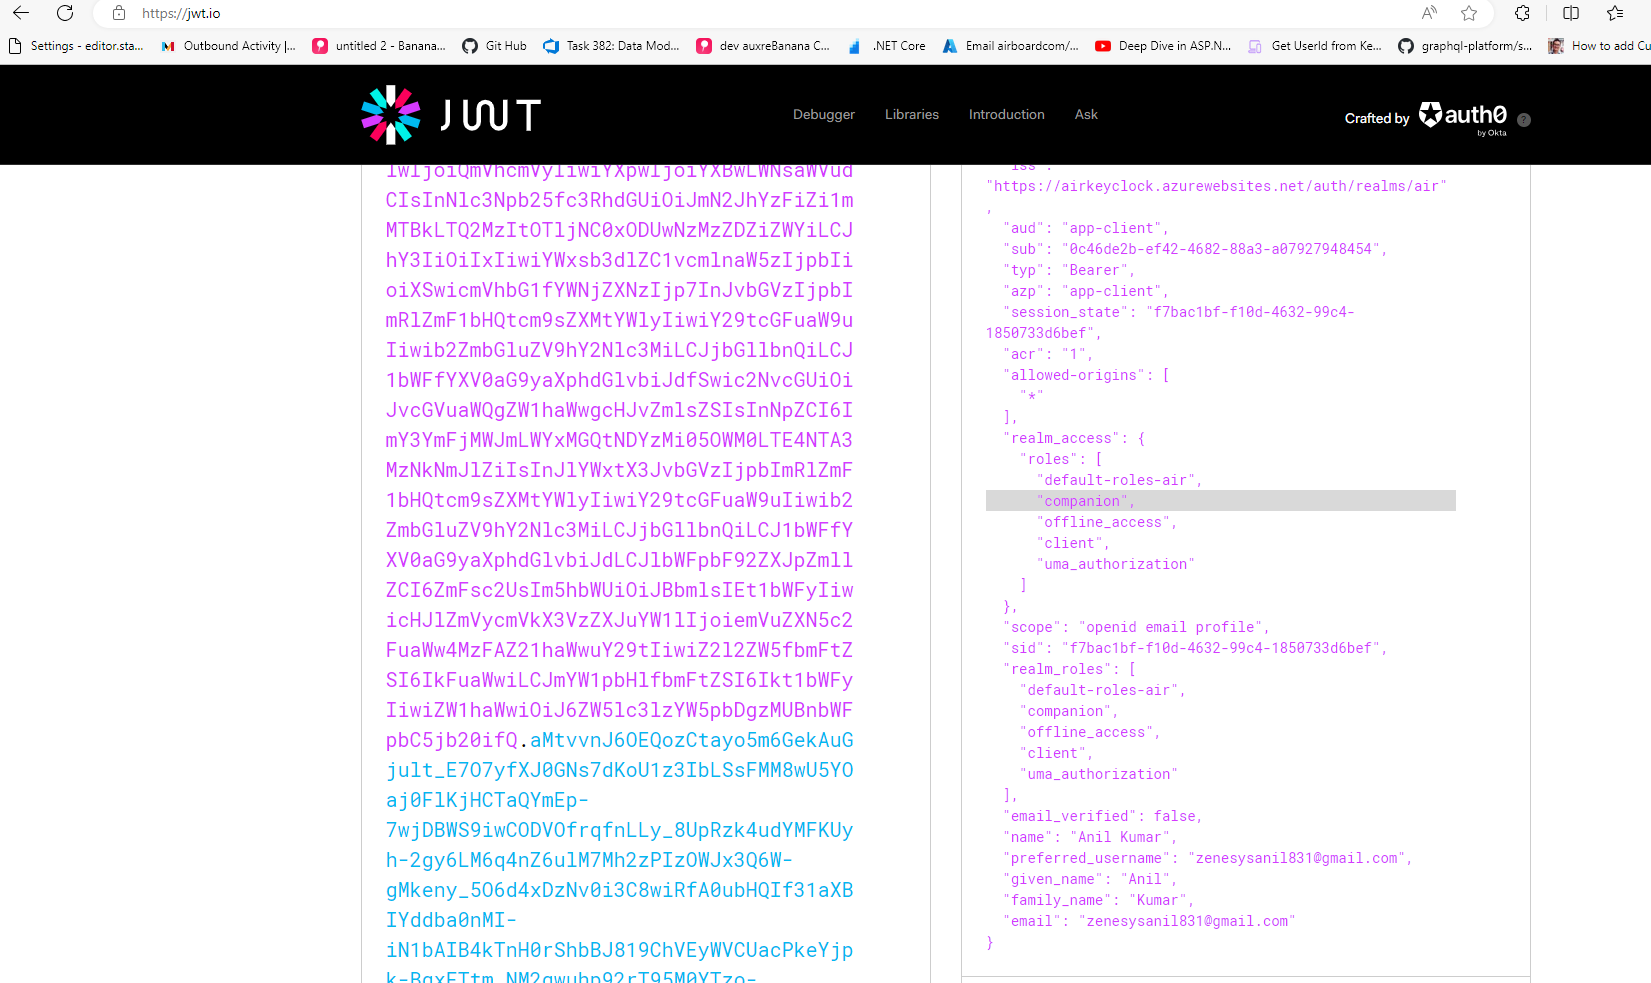 https://jwt.io
Settings - editor.sta...
Outbound Activity |...
untitled 2 - Banana...
Git Hub
Task 382: Data Mod...
dev auxreBanana C...
.NET Core
Email airboardcom/...
Deep Dive in ASP.N...
Get UserId from Ke...
graphql-platform/s...
How to add Cu
JWT
Debugger
Libraries
Introduction
Ask
Crafted by
auth0
by Okta
?
IwIjoiQmVhcmVyIiwiYXpwIjoiYXBwLWNsaWVud
CIsInNlc3Npb25fc3RhdGUiOiJmN2JhYzFiZi1m
MTBkLTQ2MzItOTljNC0xODUwNzMzZDZiZWYiLCJ
hY3IiOiIxIiwiYWxsb3dlZC1vcmlnaW5zIjpbIi
oiXSwicmVhbG1fYWNjZXNzIjp7InJvbGVzIjpbI
mRlZmF1bHQtcm9sZXMtYWlyIiwiY29tcGFuaW9u
Iiwib2ZmbGluZV9hY2Nlc3MiLCJjbGllbnQiLCJ
1bWFfYXV0aG9yaXphdGlvbiJdfSwic2NvcGUiOi
JvcGVuaWQgZW1haWwgcHJvZmlsZSIsInNpZCI6I
mY3YmFjMWJmLWYxMGQtNDYzMi05OWM0LTE4NTA3
MzNkNmJlZiIsInJlYWxtX3JvbGVzIjpbImRlZmF
1bHQtcm9sZXMtYWlyIiwiY29tcGFuaW9uIiwib2
ZmbGluZV9hY2Nlc3MiLCJjbGllbnQiLCJ1bWFfY
XV0aG9yaXphdGlvbiJdLCJlbWFpbF92ZXJpZmll
ZCI6ZmFsc2UsIm5hbWUiOiJBbmlsIEt1bWFyIiw
icHJlZmVycmVkX3VzZXJuYW1lIjoiemVuZXN5c2
FuaWw4MzFAZ21haWwuY29tIiwiZ2l2ZW5fbmFtZ
SI6IkFuaWwiLCJmYW1pbHlfbmFtZSI6Ikt1bWFy
IiwiZW1haWwiOiJ6ZW5lc3lzYW5pbDgzMUBnbWF
pbC5jb20ifQ.aMtvvnJ6OEQozCtayo5m6GekAuG
jult_E7O7yfXJ0GNs7dKoU1z3IbLSsFMM8wU5YO
aj0FlKjHCTaQYmEp-
7wjDBWS9iwCODVOfrqfnLLy_8UpRzk4udYMFKUy
h-2gy6LM6q4nZ6ulM7Mh2zPIzOWJx3Q6W-
gMkeny_5O6d4xDzNv0i3C8wiRfA0ubHQIf31aXB
IYddba0nMI-
iN1bAIB4kTnH0rShbBJ819ChVEyWVCUacPkeYjp
"iss":
"https://airkeyclock.azurewebsites.net/auth/realms/air"
,
"aud": "app-client",
"sub": "0c46de2b-ef42-4682-88a3-a07927948454",
"typ": "Bearer",
"azp": "app-client",
"session_state": "f7bac1bf-f10d-4632-99c4-
1850733d6bef",
"acr": "1",
"allowed-origins": [
"*"
],
"realm_access": {
"roles": [
"default-roles-air",
"companion",
"offline_access",
"client",
"uma_authorization"
]
},
"scope": "openid email profile",
"sid": "f7bac1bf-f10d-4632-99c4-1850733d6bef",
"realm_roles": [
"default-roles-air",
"companion",
"offline_access",
"client",
"uma_authorization"
],
"email_verified": false,
"name": "Anil Kumar",
"preferred_username": "zenesysanil831@gmail.com",
"given_name": "Anil",
"family_name": "Kumar",
"email": "zenesysanil831@gmail.com"
}